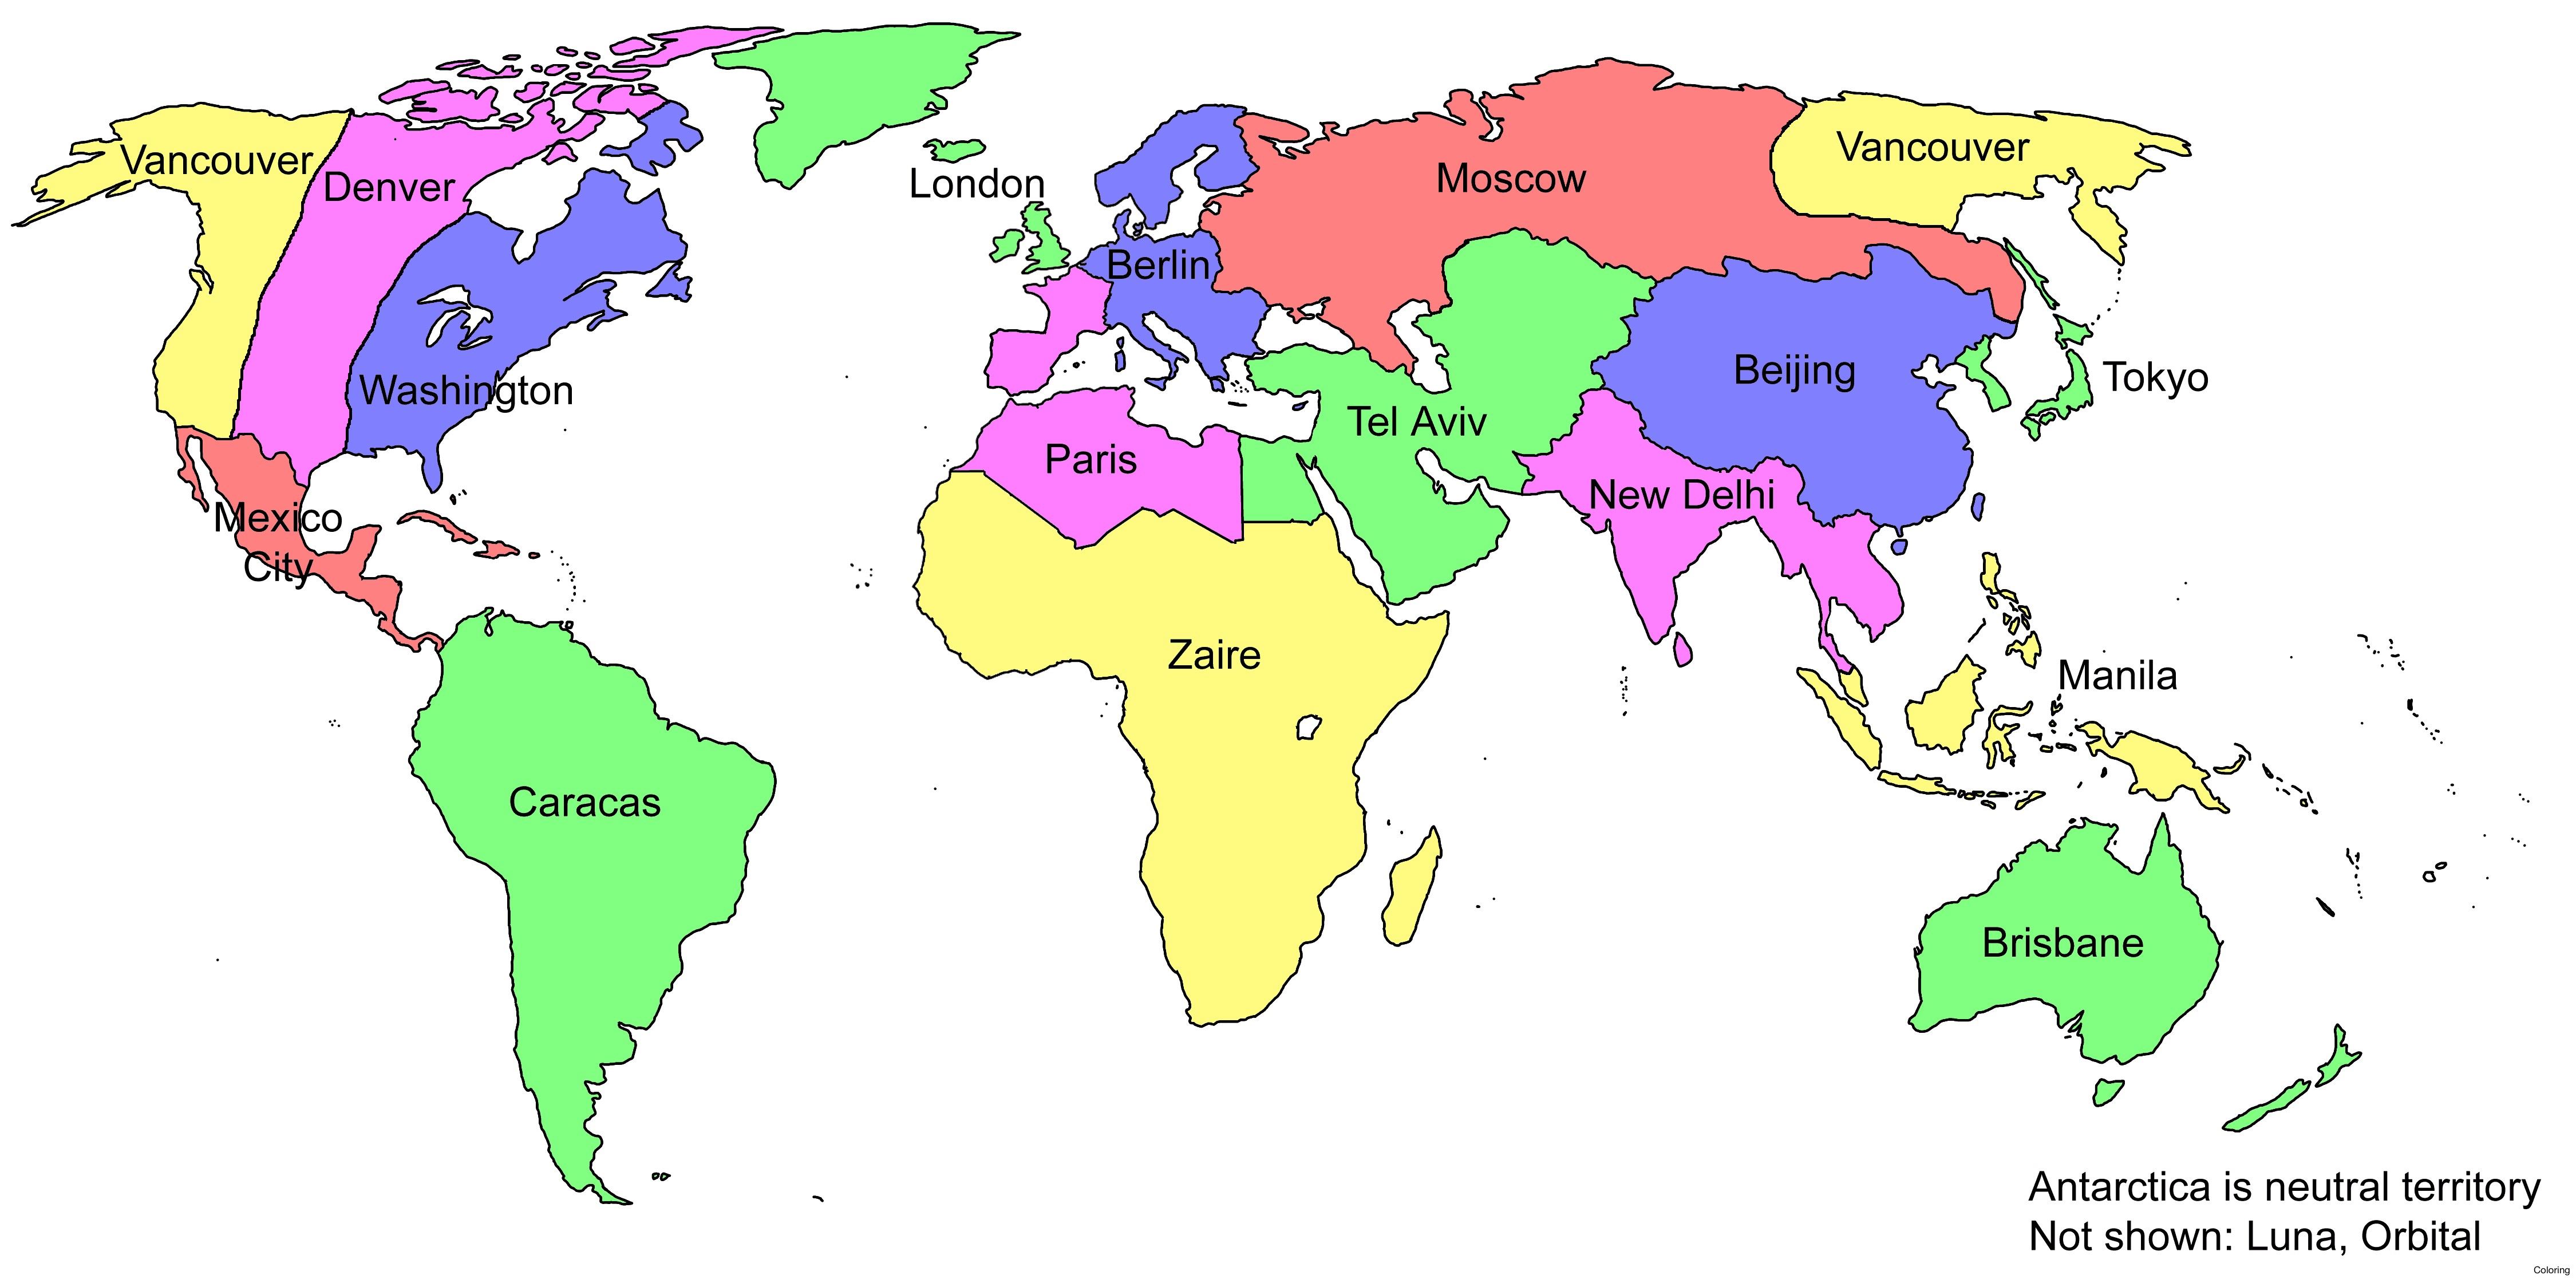 Vancouver
Denver
Washington
Mexico
City
Caracas
London
Berlin
Paris
Zaire
Moscow
Vancouver
Tel Aviv
New Delhi
Beijing
Tokyo
Manila
Brisbane
Antarctica is neutral territory
Not shown: Luna, Orbital
Coloring